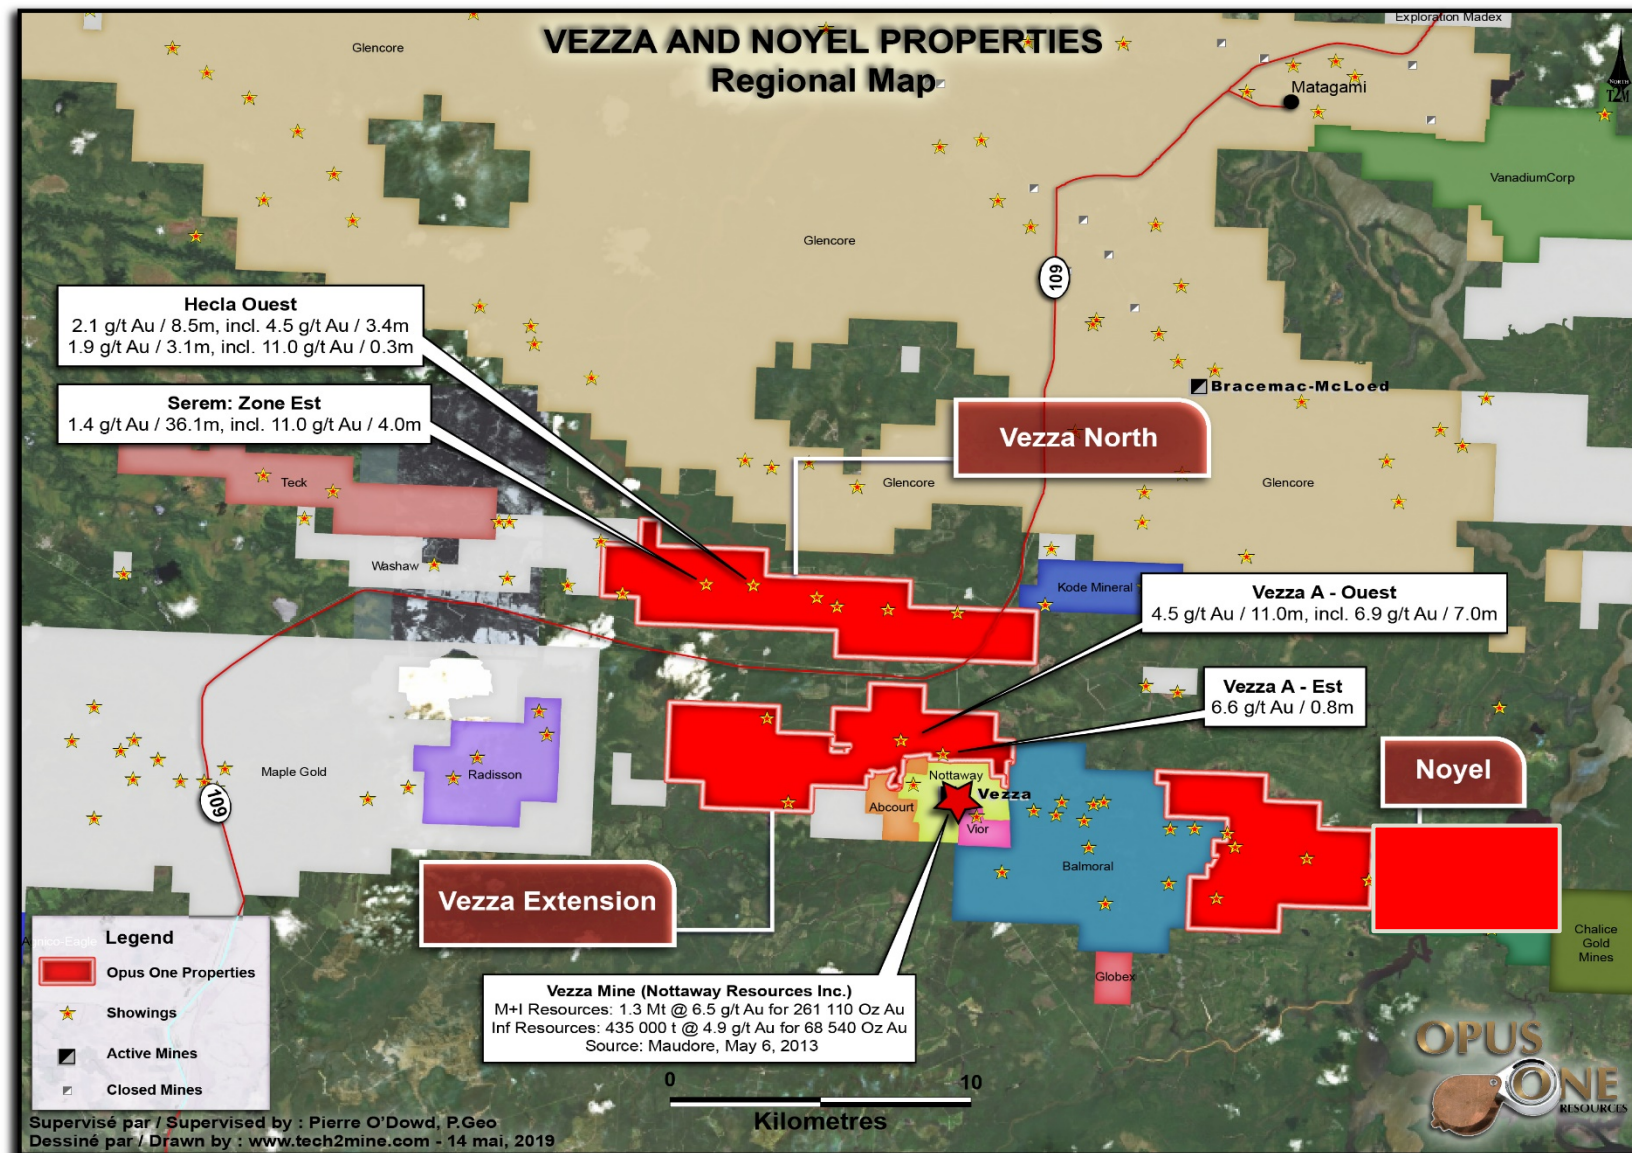 Exploration Madex
VEZZA AND NOYEL PROPERTIES
Regional Map
Glencore
NORTH
T2M
Matagami
VanadiumCorp
Glencore
109
Hecla Ouest
2.1 g/t Au / 8.5m, incl. 4.5 g/t Au / 3.4m
1.9 g/t Au / 3.1m, incl. 11.0 g/t Au / 0.3m
Bracemac-McLoed
Serem: Zone Est
1.4 g/t Au / 36.1m, incl. 11.0 g/t Au / 4.0m
Vezza North
Teck
Glencore
Glencore
Washaw
Kode Mineral
Vezza A - Ouest
4.5 g/t Au / 11.0m, incl. 6.9 g/t Au / 7.0m
Vezza A - Est
6.6 g/t Au / 0.8m
Maple Gold
Radisson
Nottaway
Vezza
Noyel
109
Abcourt
Vior
Balmoral
Vezza Extension
Chalice
Gold
Mines
Globex
Agnico-Eagle
Legend
Opus One Properties
Showings
Active Mines
Closed Mines
Vezza Mine (Nottaway Resources Inc.)
M+I Resources: 1.3 Mt @ 6.5 g/t Au for 261 110 Oz Au
Inf Resources: 435 000 t @ 4.9 g/t Au for 68 540 Oz Au
Source: Maudore, May 6, 2013
0 10
Kilometres
OPUS
ONE
RESOURCES
Supervisé par / Supervised by : Pierre O'Dowd, P.Geo
Dessiné par / Drawn by : www.tech2mine.com - 14 mai, 2019